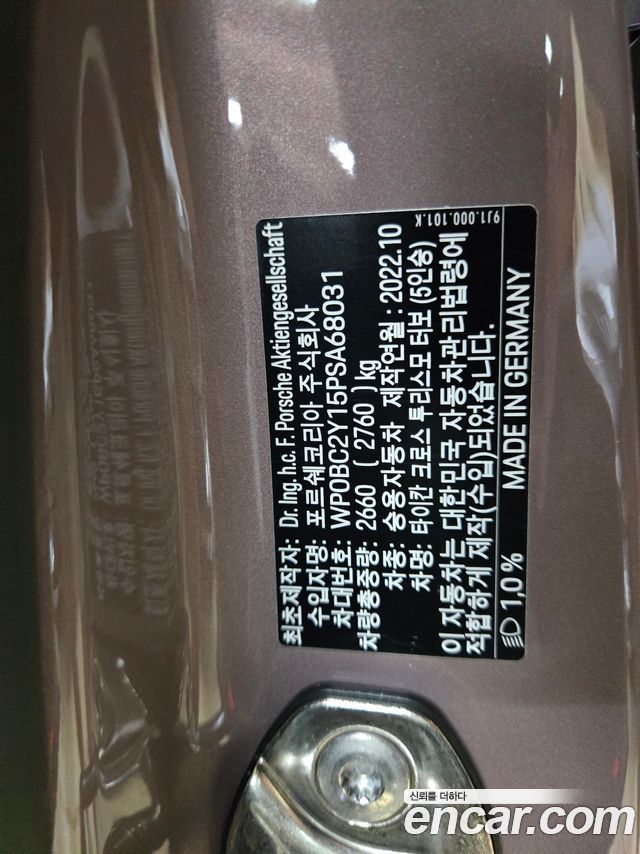 최초제작자: Dr. Ing. h.c. F. Porsche Aktiengesellschaft
수입자명: 포르쉐코리아 주식회사
차대번호: WP0BC2Y15PSA68031
차량총중량: 2660 ( 2760 ) kg
차종: 승용자동차 제작연월: 2022.10
차명: 타이칸 크로스 투리스모 터보 (5인승)
이 자동차는 대한민국 자동차관리법령에
적합하게 제작(수입)되었습니다.
1,0 % MADE IN GERMANY
9J1.000.101.K
신뢰를 더하다
encar.com